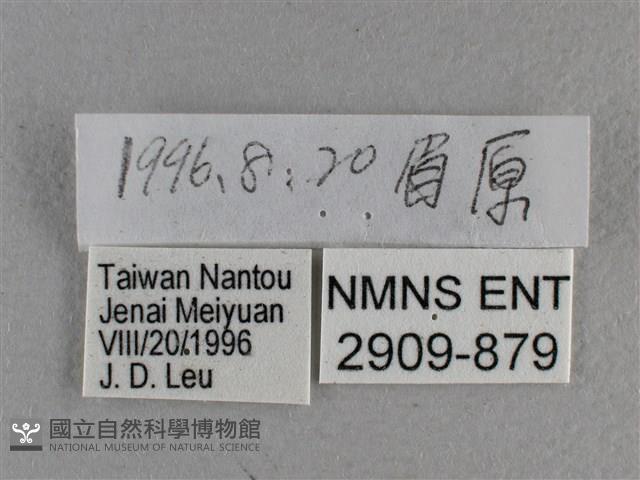 1996.8.20 眉原
Taiwan Nantou
Jenai Meiyuan
VIII/20/1996
J. D. Leu
NMNS ENT
2909-879
國立自然科學博物館
NATIONAL MUSEUM OF NATURAL SCIENCE